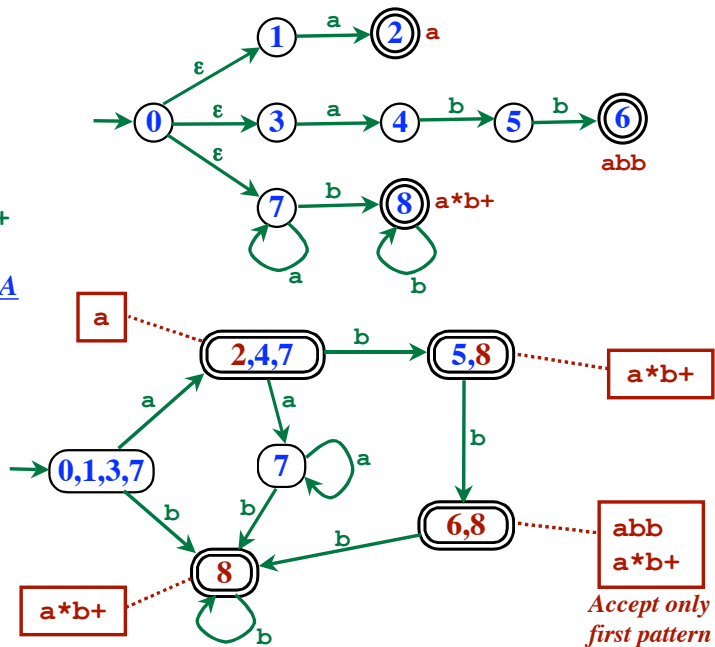 a
1 2 a
ε
0 ε 3 a 4 b 5 b 6
ε
abb
7 b 8 a*b+
+
a b
A
a
b
2,4,7 5,8
a*b+
a a b
0,1,3,7 7 a
b b
b 6,8 abb
a*b+
8
a*b+
b
Accept only
first pattern